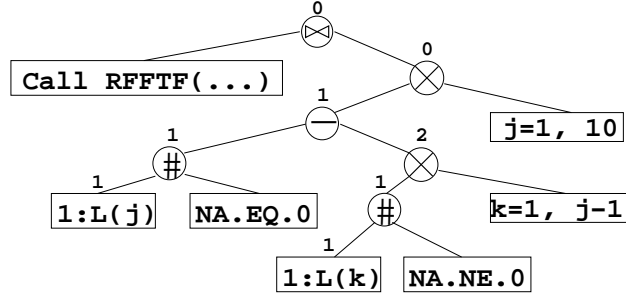 0
⋈
0
Call RFFTF(...)
×
1
−
j=1, 10
1
2
#
×
1
1
1:L(j)
NA.EQ.0
#
k=1, j-1
1
1:L(k)
NA.NE.0